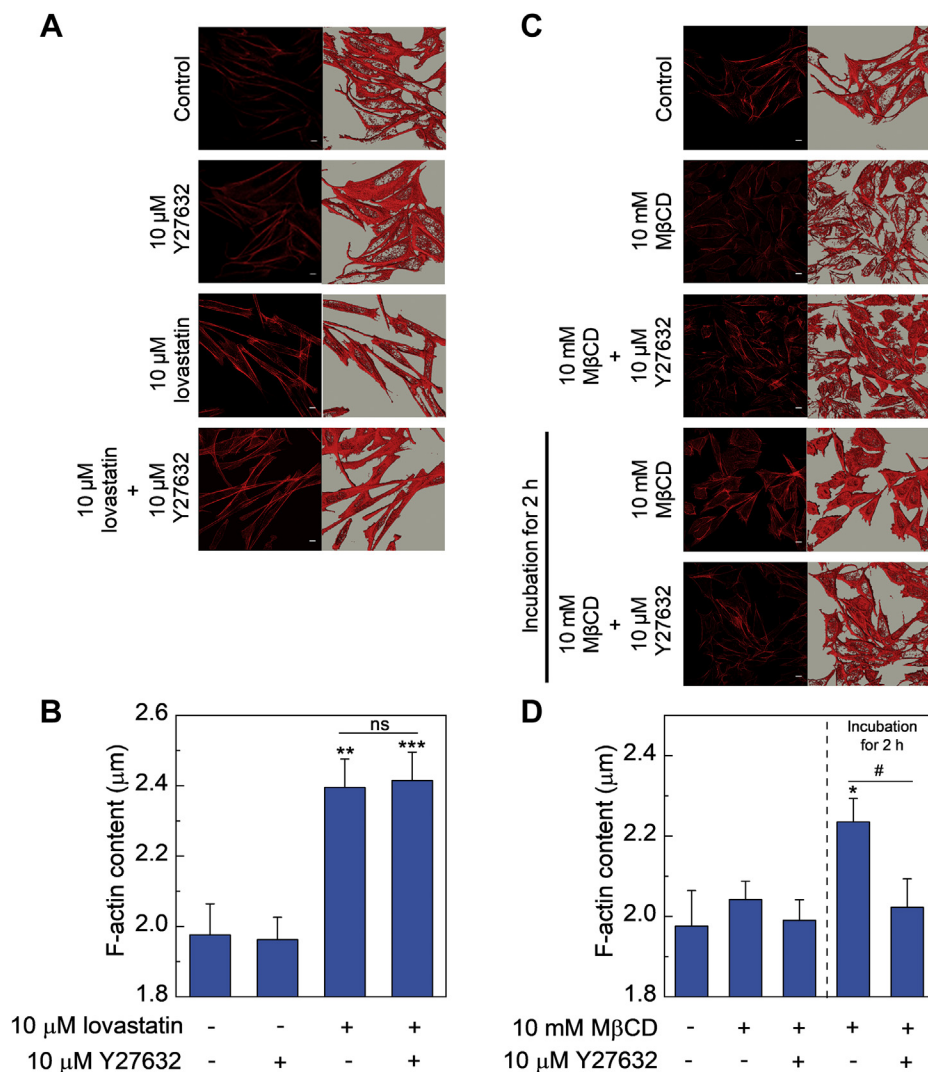 A
Control
10 μM
Y27632
10 μM
lovastatin
10 μM
lovastatin
+
10 μM
Y27632
C
Control
10 mM
MβCD
10 mM
MβCD
+
10 μM
Y27632
Incubation for 2 h
10 mM
MβCD
10 mM
MβCD
+
10 μM
Y27632
B
F-actin content (μm)
2.6
2.4
2.2
2.0
1.8
ns
** ***
10 μM lovastatin - - + +
10 μM Y27632 - + - +
D
F-actin content (μm)
2.4
2.2
2.0
1.8
Incubation
for 2 h
#
*
10 mM MβCD - + + + +
10 μM Y27632 - - + - +